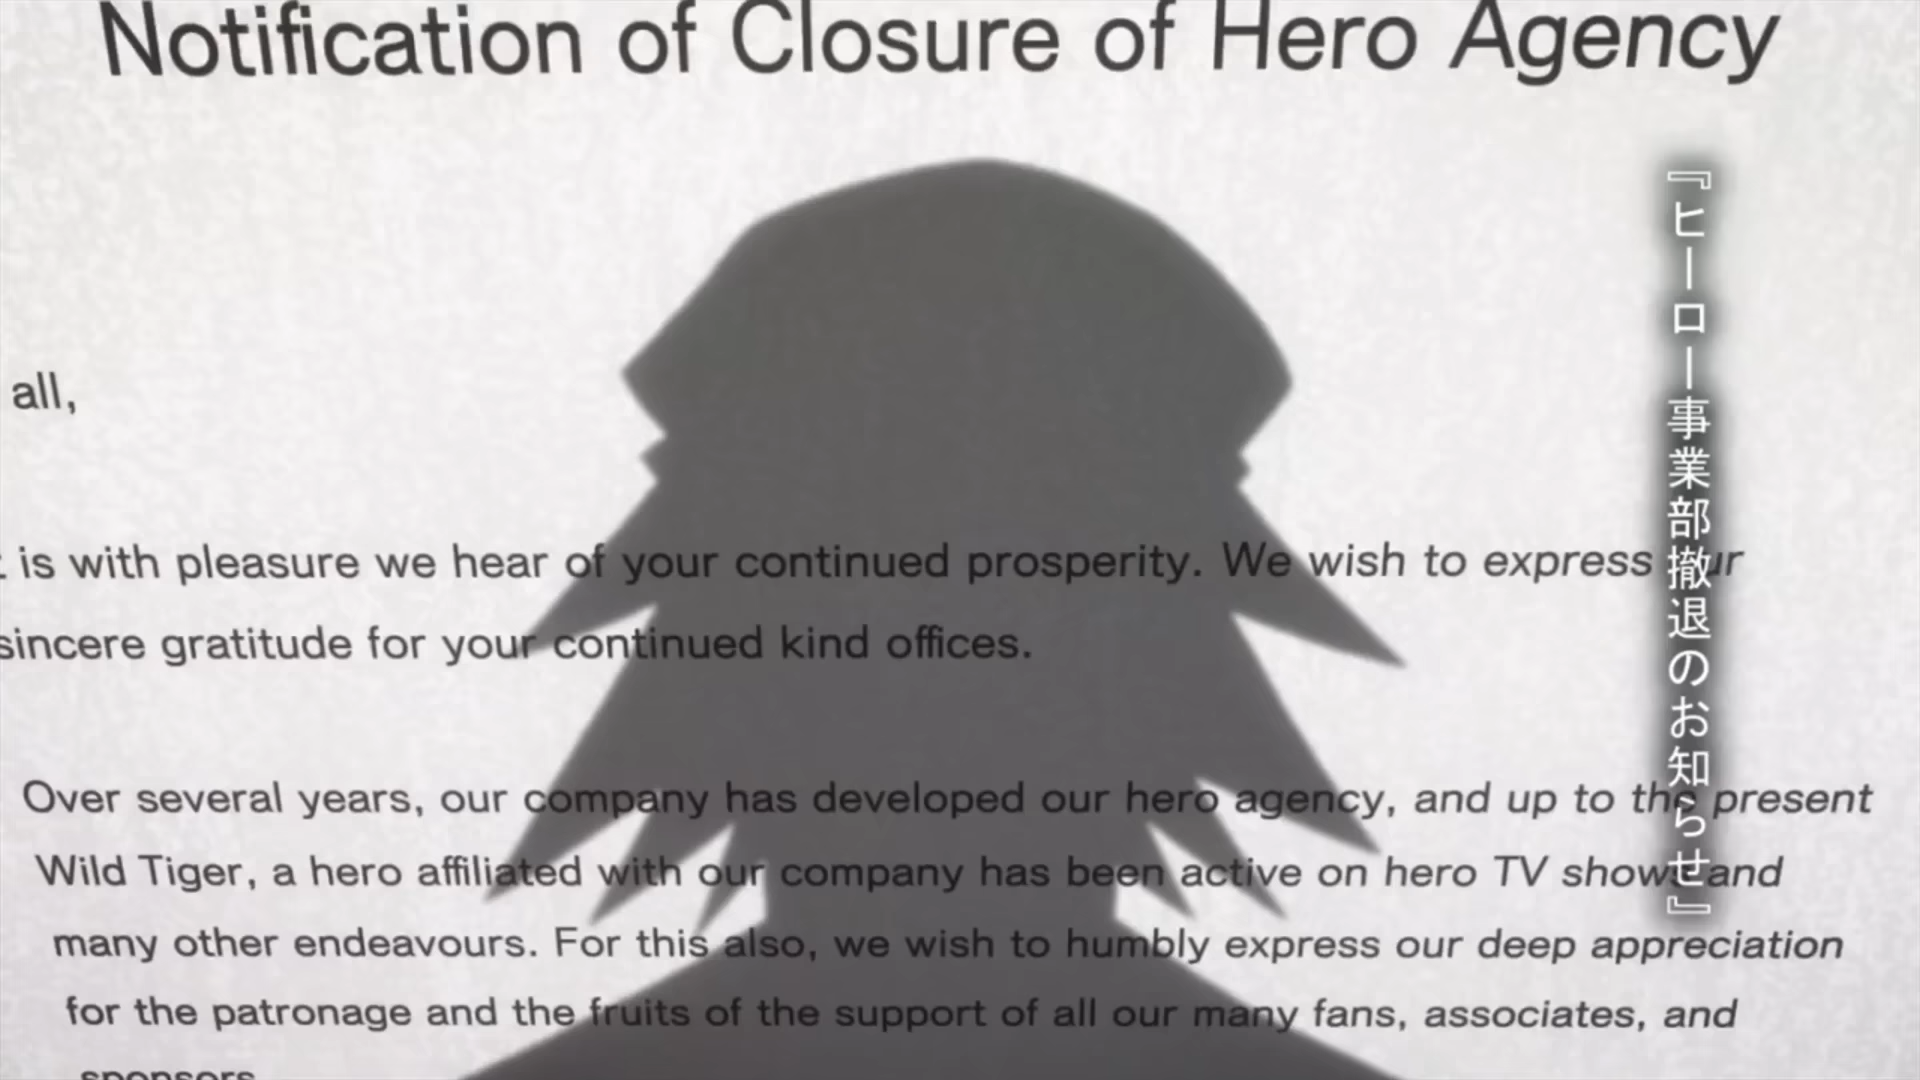 Notification of Closure of Hero Agency
『ヒーロー事業部撤退のお知らせ』
all,
is with pleasure we hear of your continued prosperity. We wish to express
sincere gratitude for your continued kind offices.
Over several years, our company has developed our hero agency, and up to the present
Wild Tiger, a hero affiliated with our company has been active on hero TV shows and
many other endeavours. For this also, we wish to humbly express our deep appreciation
for the patronage and the fruits of the support of all our many fans, associates, and
sponsors